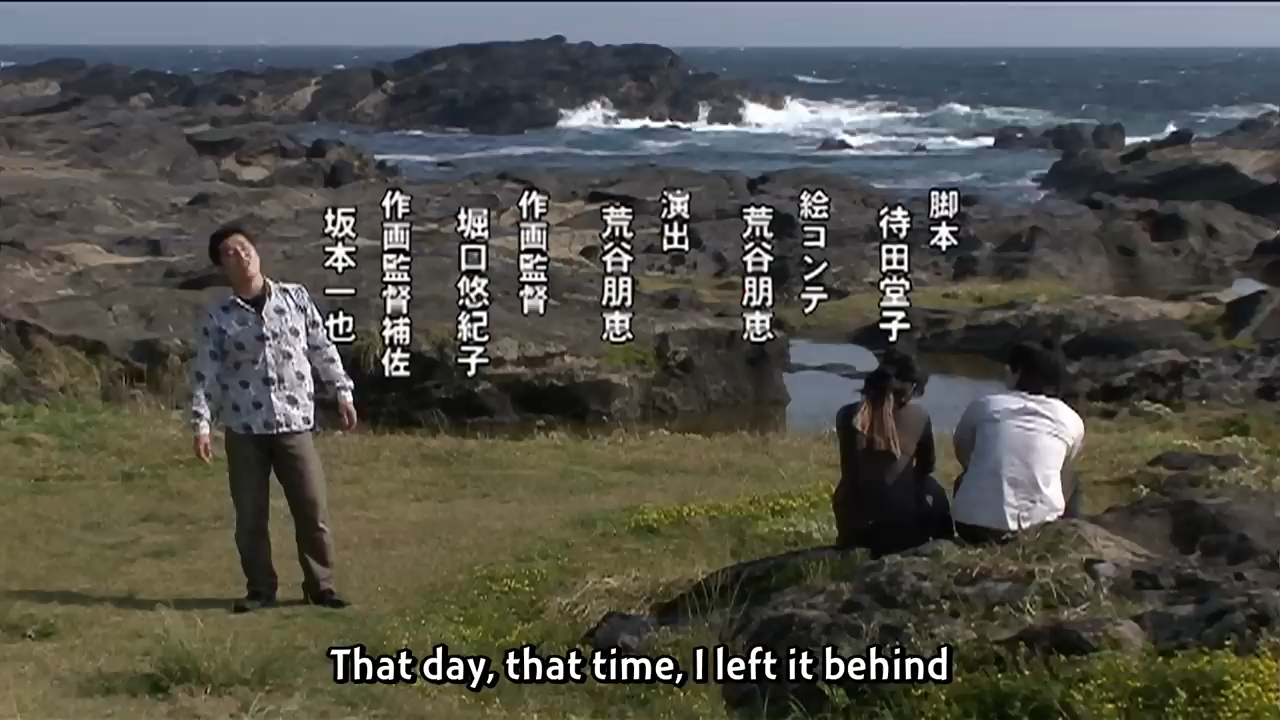 脚本
待田堂子
絵コンテ
荒谷朋恵
演出
荒谷朋恵
作画監督
堀口悠紀子
作画監督補佐
坂本一也
That day, that time, I left it behind